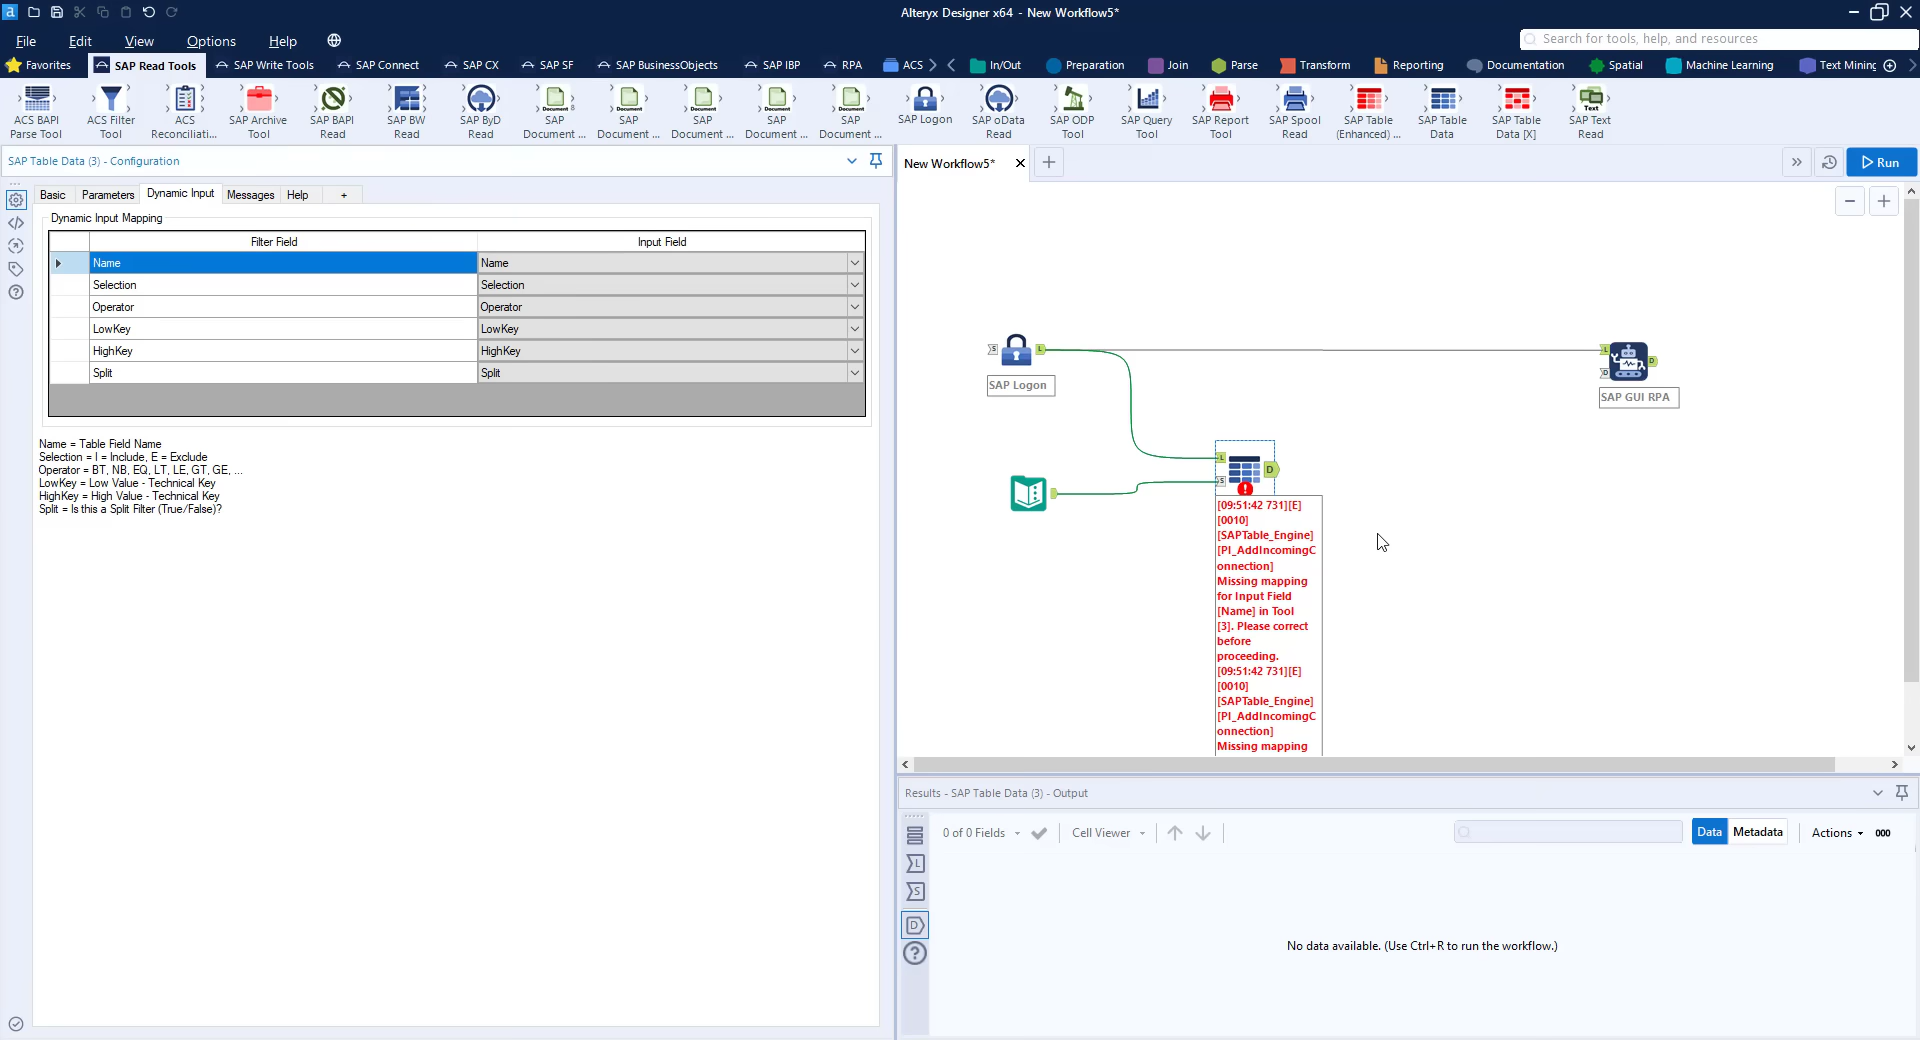 Alteryx Designer x64 - New Workflow5*
File Edit View Options Help
Search for tools, help, and resources
Favorites SAP Read Tools SAP Write Tools SAP Connect SAP CX SAP SF SAP BusinessObjects SAP IBP RPA ACS In/Out Preparation Join Parse Transform Reporting Documentation Spatial Machine Learning Text Mining
ACS BAPI Parse Tool
ACS Filter Tool
ACS Reconciliati...
SAP Archive Tool
SAP BAPI Read
SAP BW Read
SAP ByD Read
SAP Document ...
SAP Document ...
SAP Document ...
SAP Document ...
SAP Document ...
SAP Logon
SAP oData Read
SAP ODP Tool
SAP Query Tool
SAP Report Tool
SAP Spool Read
SAP Table (Enhanced) ...
SAP Table Data
SAP Table Data [X]
SAP Text Read
SAP Table Data (3) - Configuration
Basic Parameters Dynamic Input Messages Help +
Dynamic Input Mapping
Filter Field Input Field
Name Name
Selection Selection
Operator Operator
LowKey LowKey
HighKey HighKey
Split Split
Name = Table Field Name
Selection = I = Include, E = Exclude
Operator = BT, NB, EQ, LT, LE, GT, GE, ...
LowKey = Low Value - Technical Key
HighKey = High Value - Technical Key
Split = Is this a Split Filter (True/False)?
New Workflow5*
Run
S L
SAP Logon
L D
D
SAP GUI RPA
L
S D
[09:51:42 731][E]
[0010]
[SAPTable_Engine]
[PI_AddIncomingC
onnection]
Missing mapping
for Input Field
[Name] in Tool
[3]. Please correct
before
proceeding.
[09:51:42 731][E]
[0010]
[SAPTable_Engine]
[PI_AddIncomingC
onnection]
Missing mapping
Results - SAP Table Data (3) - Output
0 of 0 Fields Cell Viewer Data Metadata Actions 000
L
S
D
No data available. (Use Ctrl+R to run the workflow.)